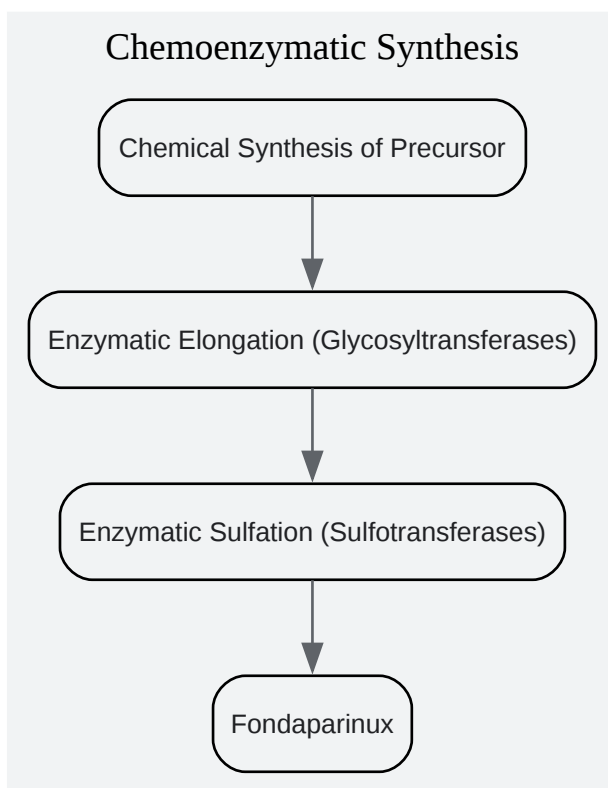 Chemoenzymatic Synthesis
Chemical Synthesis of Precursor
Enzymatic Elongation (Glycosyltransferases)
Enzymatic Sulfation (Sulfotransferases)
Fondaparinux